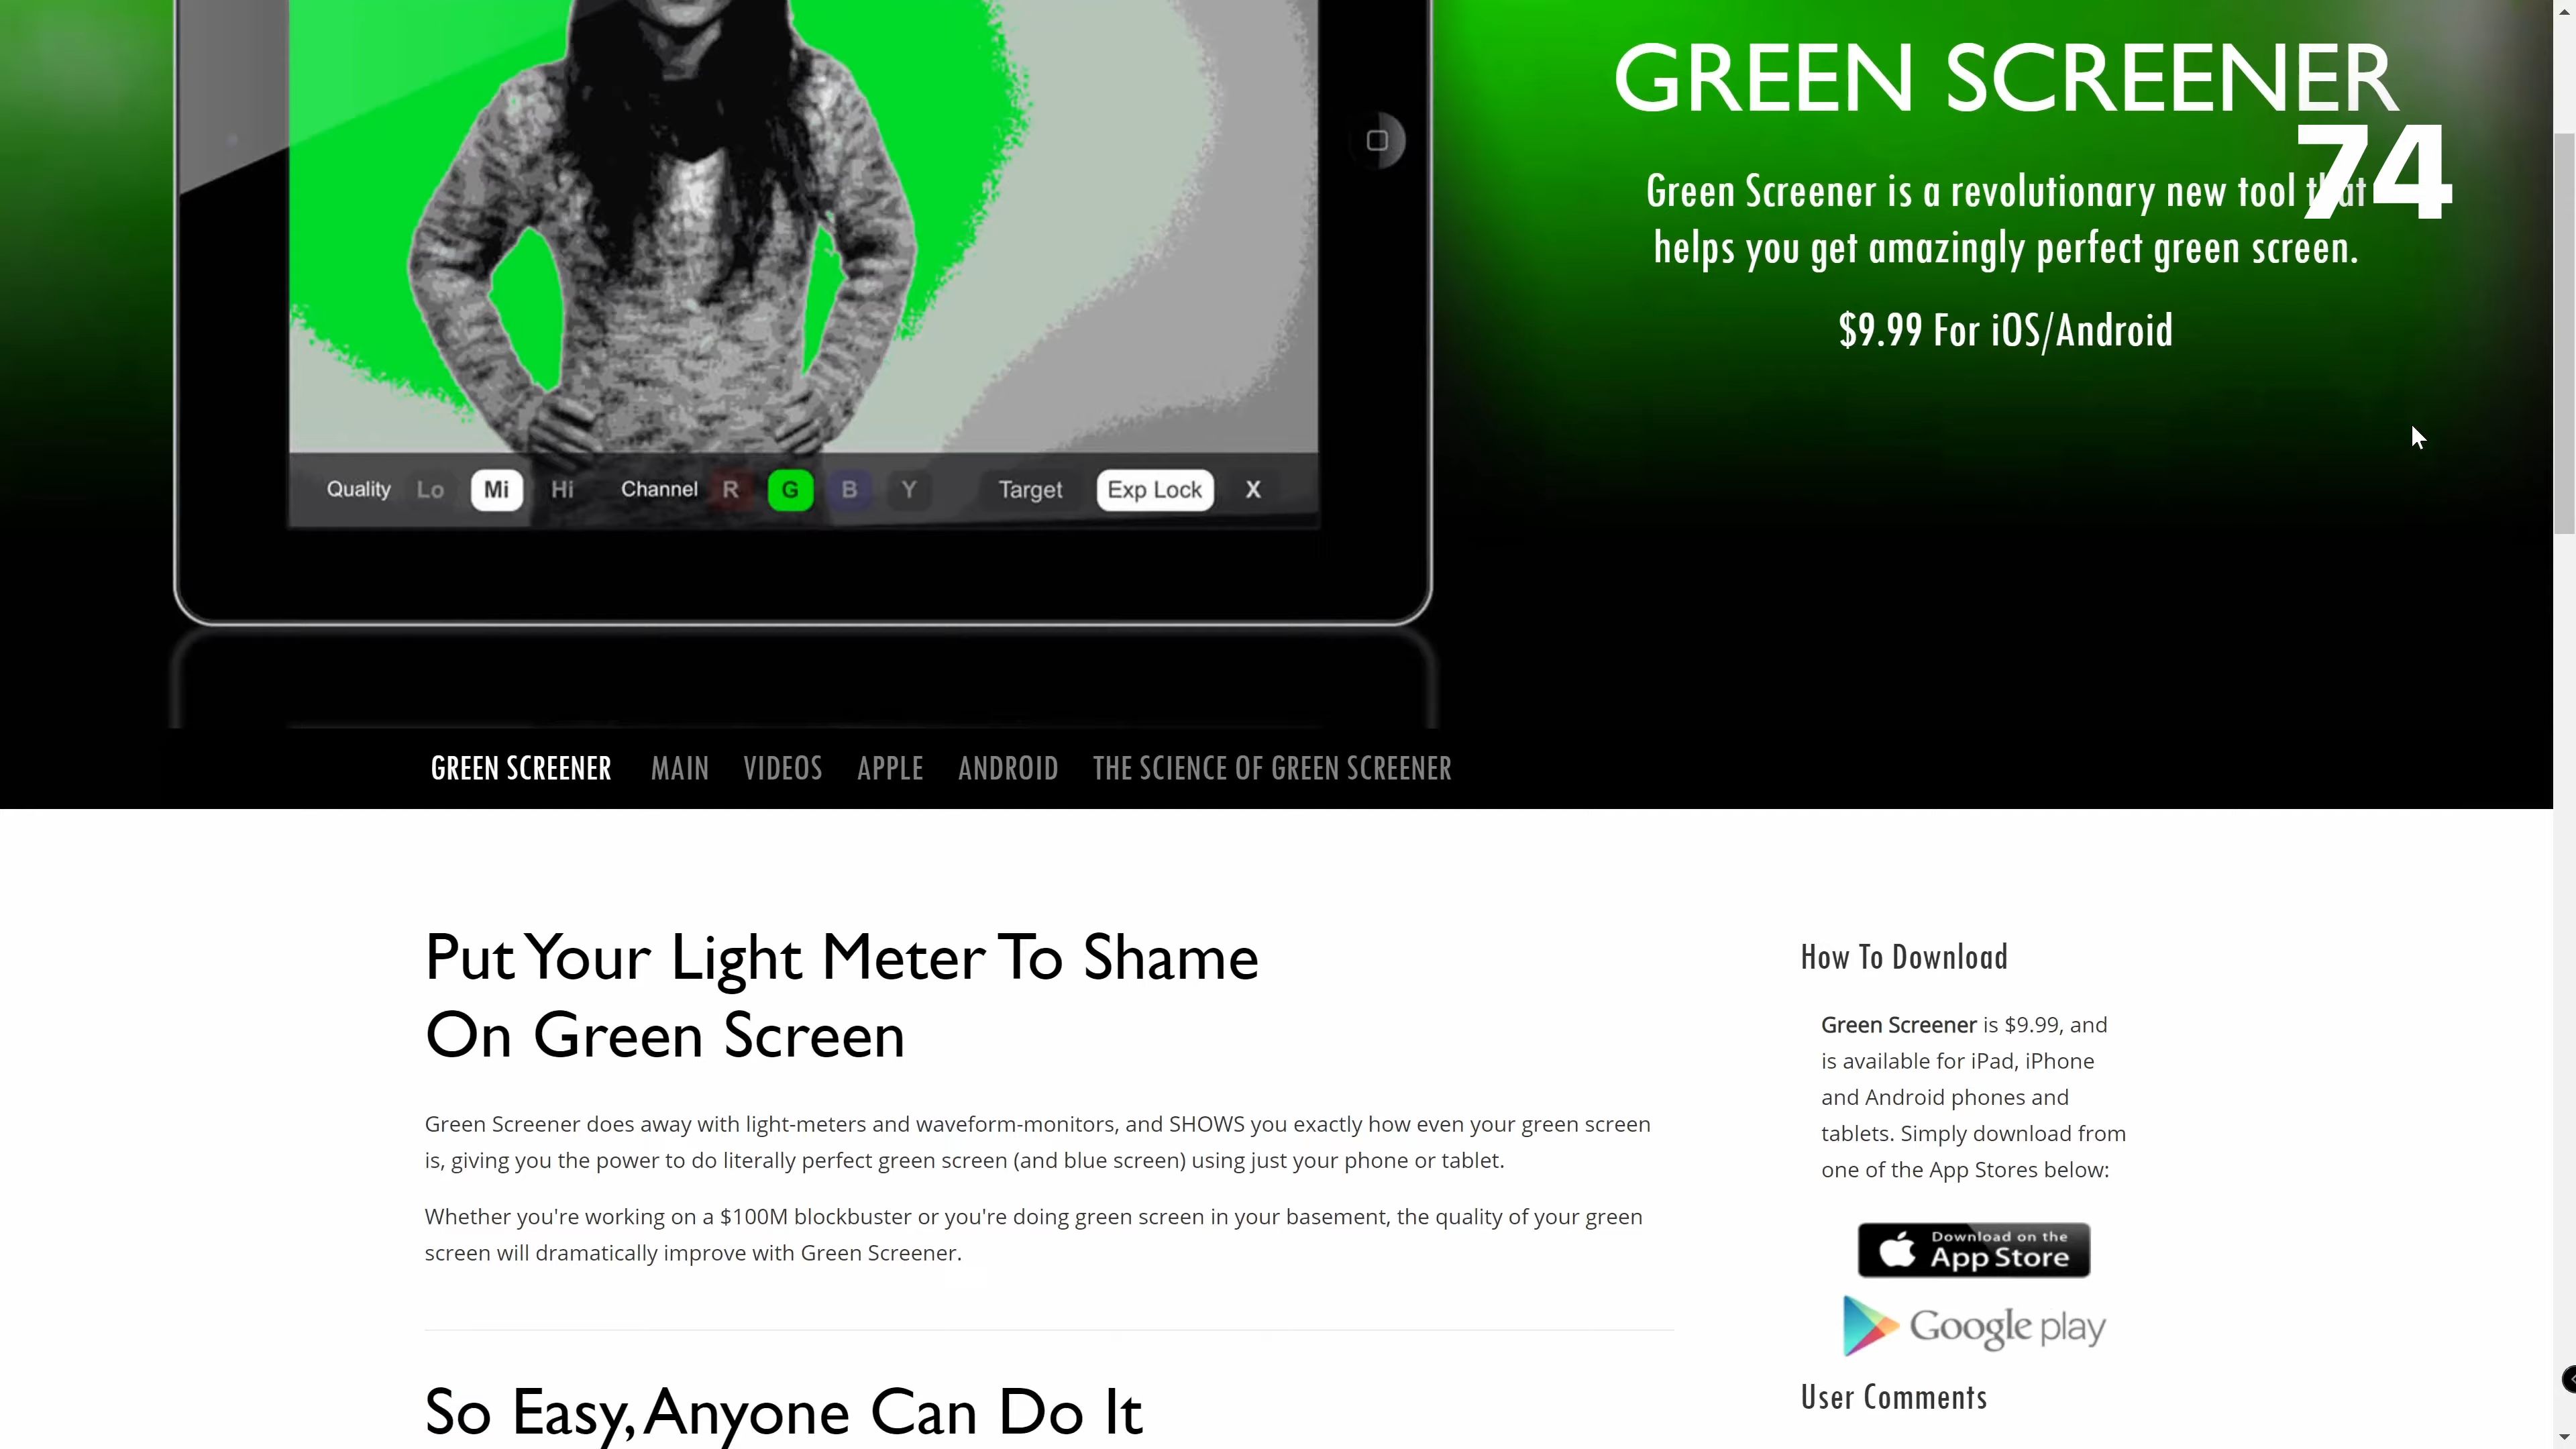 GREEN SCREENER
74
Green Screener is a revolutionary new tool that
helps you get amazingly perfect green screen.
$9.99 For iOS/Android
Quality Lo Mi Hi Channel R G B Y Target Exp Lock X
GREEN SCREENER MAIN VIDEOS APPLE ANDROID THE SCIENCE OF GREEN SCREENER
Put Your Light Meter To Shame
On Green Screen
Green Screener does away with light-meters and waveform-monitors, and SHOWS you exactly how even your green screen
is, giving you the power to do literally perfect green screen (and blue screen) using just your phone or tablet.
Whether you're working on a $100M blockbuster or you're doing green screen in your basement, the quality of your green
screen will dramatically improve with Green Screener.
So Easy, Anyone Can Do It
How To Download
Green Screener is $9.99, and
is available for iPad, iPhone
and Android phones and
tablets. Simply download from
one of the App Stores below:
Download on the
App Store
Google play
User Comments